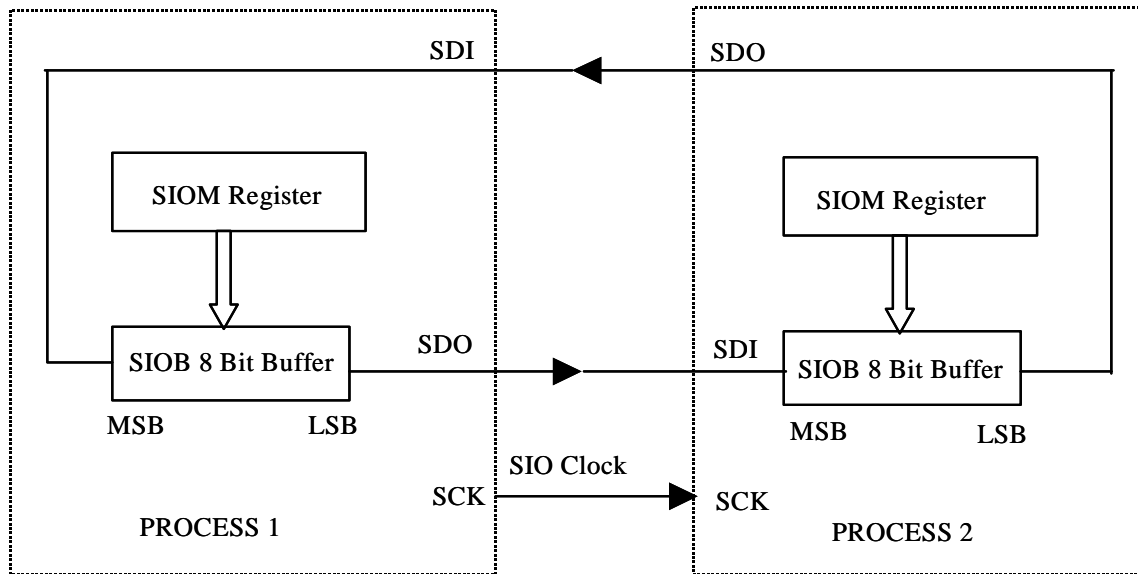 SDI
SDO
SIOM Register
SIOM Register
SIOB 8 Bit Buffer
SDO
SDI
SIOB 8 Bit Buffer
MSB
LSB
MSB
LSB
SIO Clock
SCK
SCK
PROCESS 1
PROCESS 2